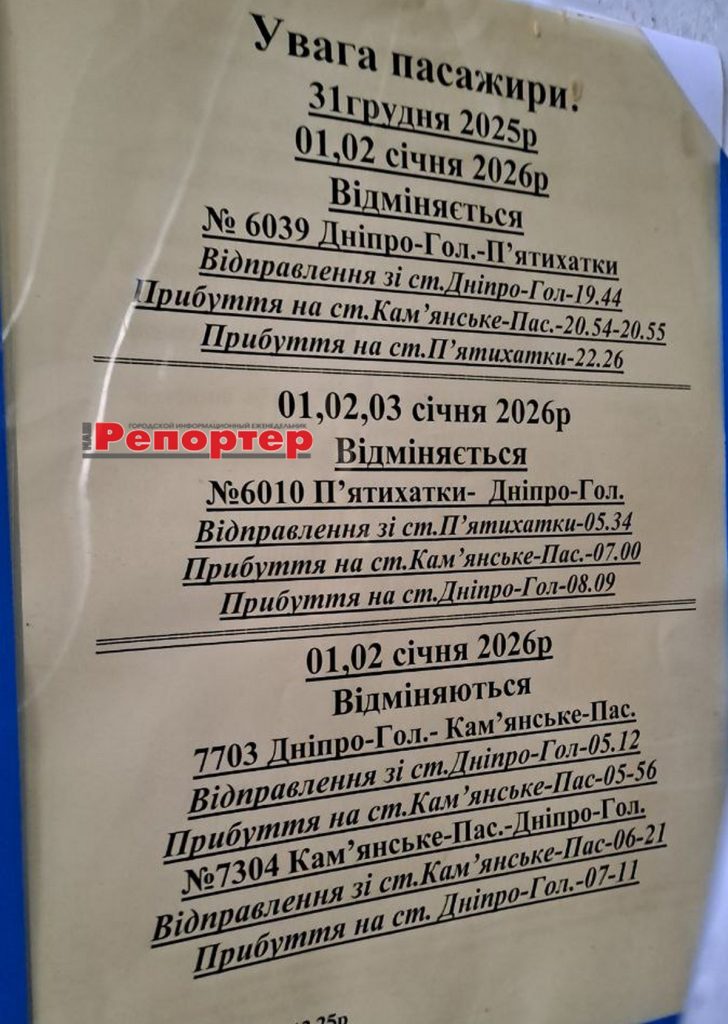 Увага пасажири!
31грудня 2025р
01,02 січня 2026р
Відміняється
№ 6039 Дніпро-Гол.-П’ятихатки
Відправлення зі ст.Дніпро-Гол-19.44
Прибуття на ст.Кам’янське-Пас.-20.54-20.55
Прибуття на ст.П’ятихатки-22.26
01,02,03 січня 2026р
ГОРОДСКОЙ ИНФОРМАЦИОННЫЙ ЕЖЕНЕДЕЛЬНИК
НАШ Репортер
Відміняється
№6010 П’ятихатки- Дніпро-Гол.
Відправлення зі ст.П’ятихатки-05.34
Прибуття на ст.Кам’янське-Пас.-07.00
Прибуття на ст.Дніпро-Гол-08.09
01,02 січня 2026р
Відміняються
7703 Дніпро-Гол.- Кам’янське-Пас.
Відправлення зі ст.Дніпро-Гол-05.12
Прибуття на ст.Кам’янське-Пас-05-56
№7304 Кам’янське-Пас.-Дніпро-Гол.
Відправлення зі ст.Кам’янське-Пас-06-21
Прибуття на ст. Дніпро-Гол.-07-11